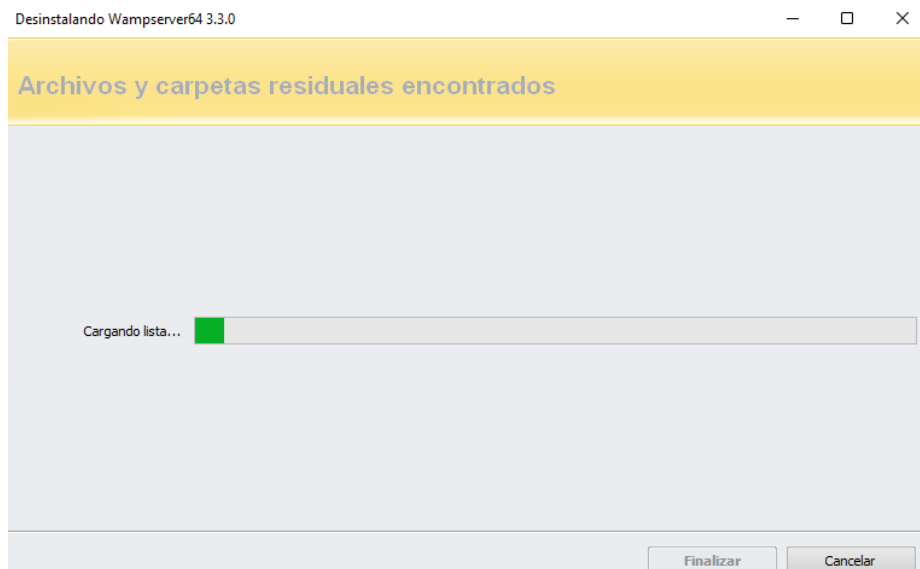 Desinstalando Wampserver64 3.3.0
Archivos y carpetas residuales encontrados
Cargando lista...
Finalizar
Cancelar